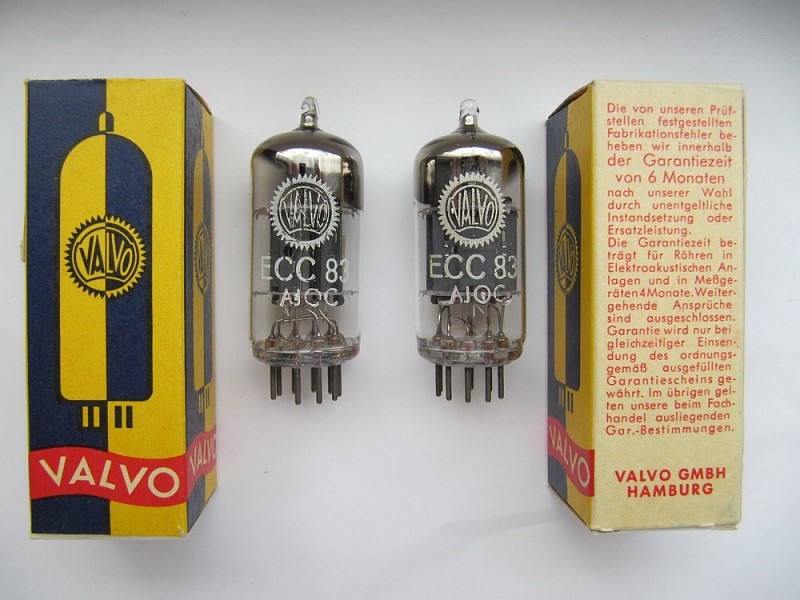 VALVO
VALVO
VALVO
VALVO
ECC 83
AJOC
VALVO
ECC 83
AJOC
VALVO
Die von unseren Prüf-
stellen festgestellten
Fabrikationsfehler be-
heben wir innerhalb
der Garantiezeit
von 6 Monaten
nach unserer Wahl
durch unentgeltliche
Instandsetzung oder
Ersatzleistung.
Die Garantiezeit be-
trägt für Röhren in
Elektroakustischen An-
lagen und in Meßge-
räten 4 Monate. Weiter-
gehende Ansprüche
sind ausgeschlossen.
Garantie wird nur bei
gleichzeitiger Einsen-
dung des ordnungs-
gemäß ausgefüllten
Garantiescheins ge-
währt. Im übrigen gel-
ten unsere beim Fach-
handel ausliegenden
Gar.-Bestimmungen.
VALVO GMBH
HAMBURG